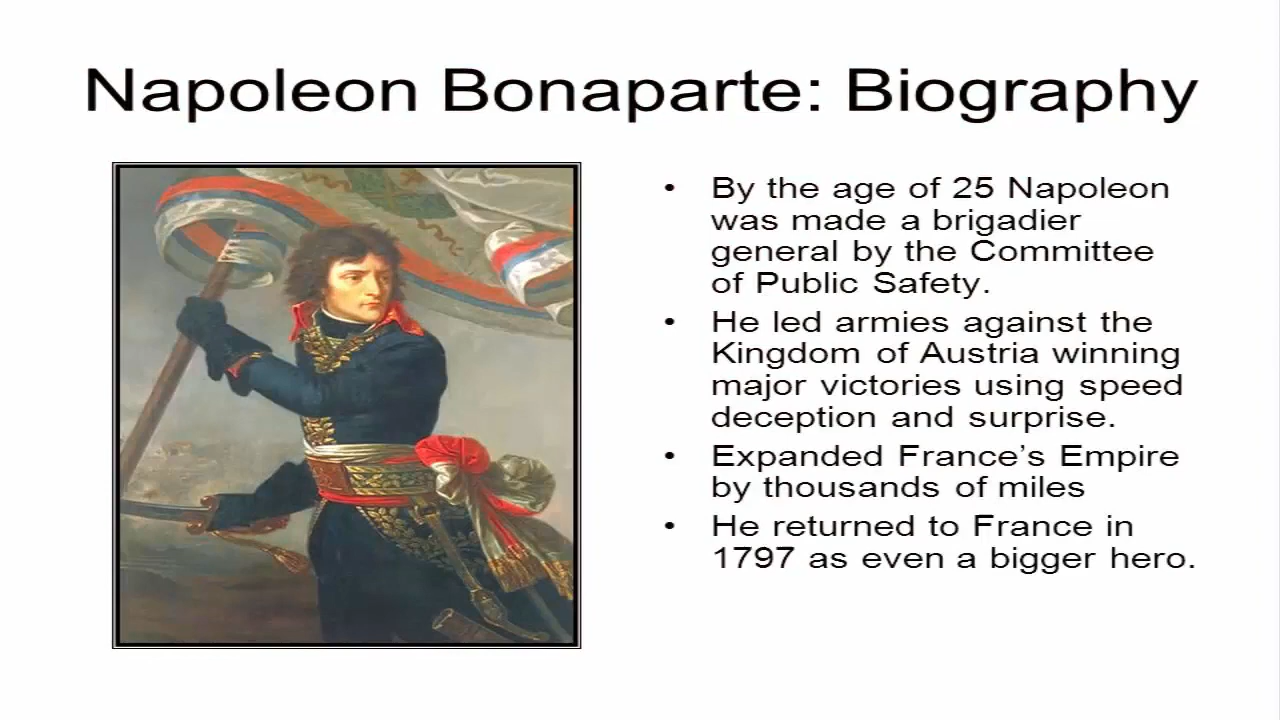 Napoleon Bonaparte: Biography
• By the age of 25 Napoleon
was made a brigadier
general by the Committee
of Public Safety.
• He led armies against the
Kingdom of Austria winning
major victories using speed
deception and surprise.
• Expanded France’s Empire
by thousands of miles
• He returned to France in
1797 as even a bigger hero.